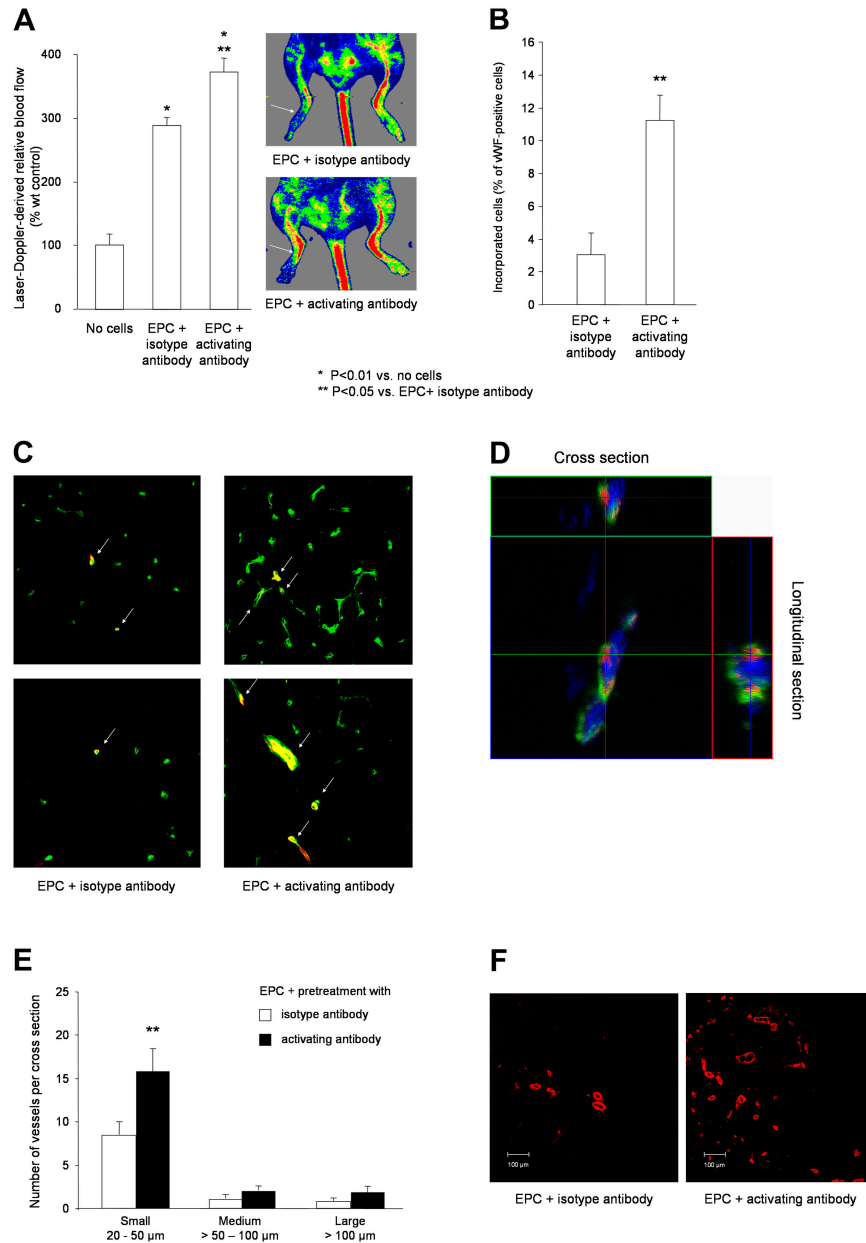 A
Laser-Doppler-derived relative blood flow
(% wt control)
400
300
200
100
0
*
*
**
No cells
EPC +
isotype
antibody
EPC +
activating
antibody
EPC + isotype antibody
EPC + activating antibody
B
Incorporated cells (% of vWF-positive cells)
16
14
12
10
8
6
4
2
0
**
EPC +
isotype
antibody
EPC +
activating antibody
* P<0.01 vs. no cells
** P<0.05 vs. EPC+ isotype antibody
C
EPC + isotype antibody
EPC + activating antibody
D
Cross section
Longitudinal section
E
Number of vessels per cross section
25
20
15
10
5
0
**
EPC + pretreatment with
isotype antibody
activating antibody
Small
20 - 50 µm
Medium
> 50 – 100 µm
Large
> 100 µm
F
100 µm
100 µm
EPC + isotype antibody
EPC + activating antibody